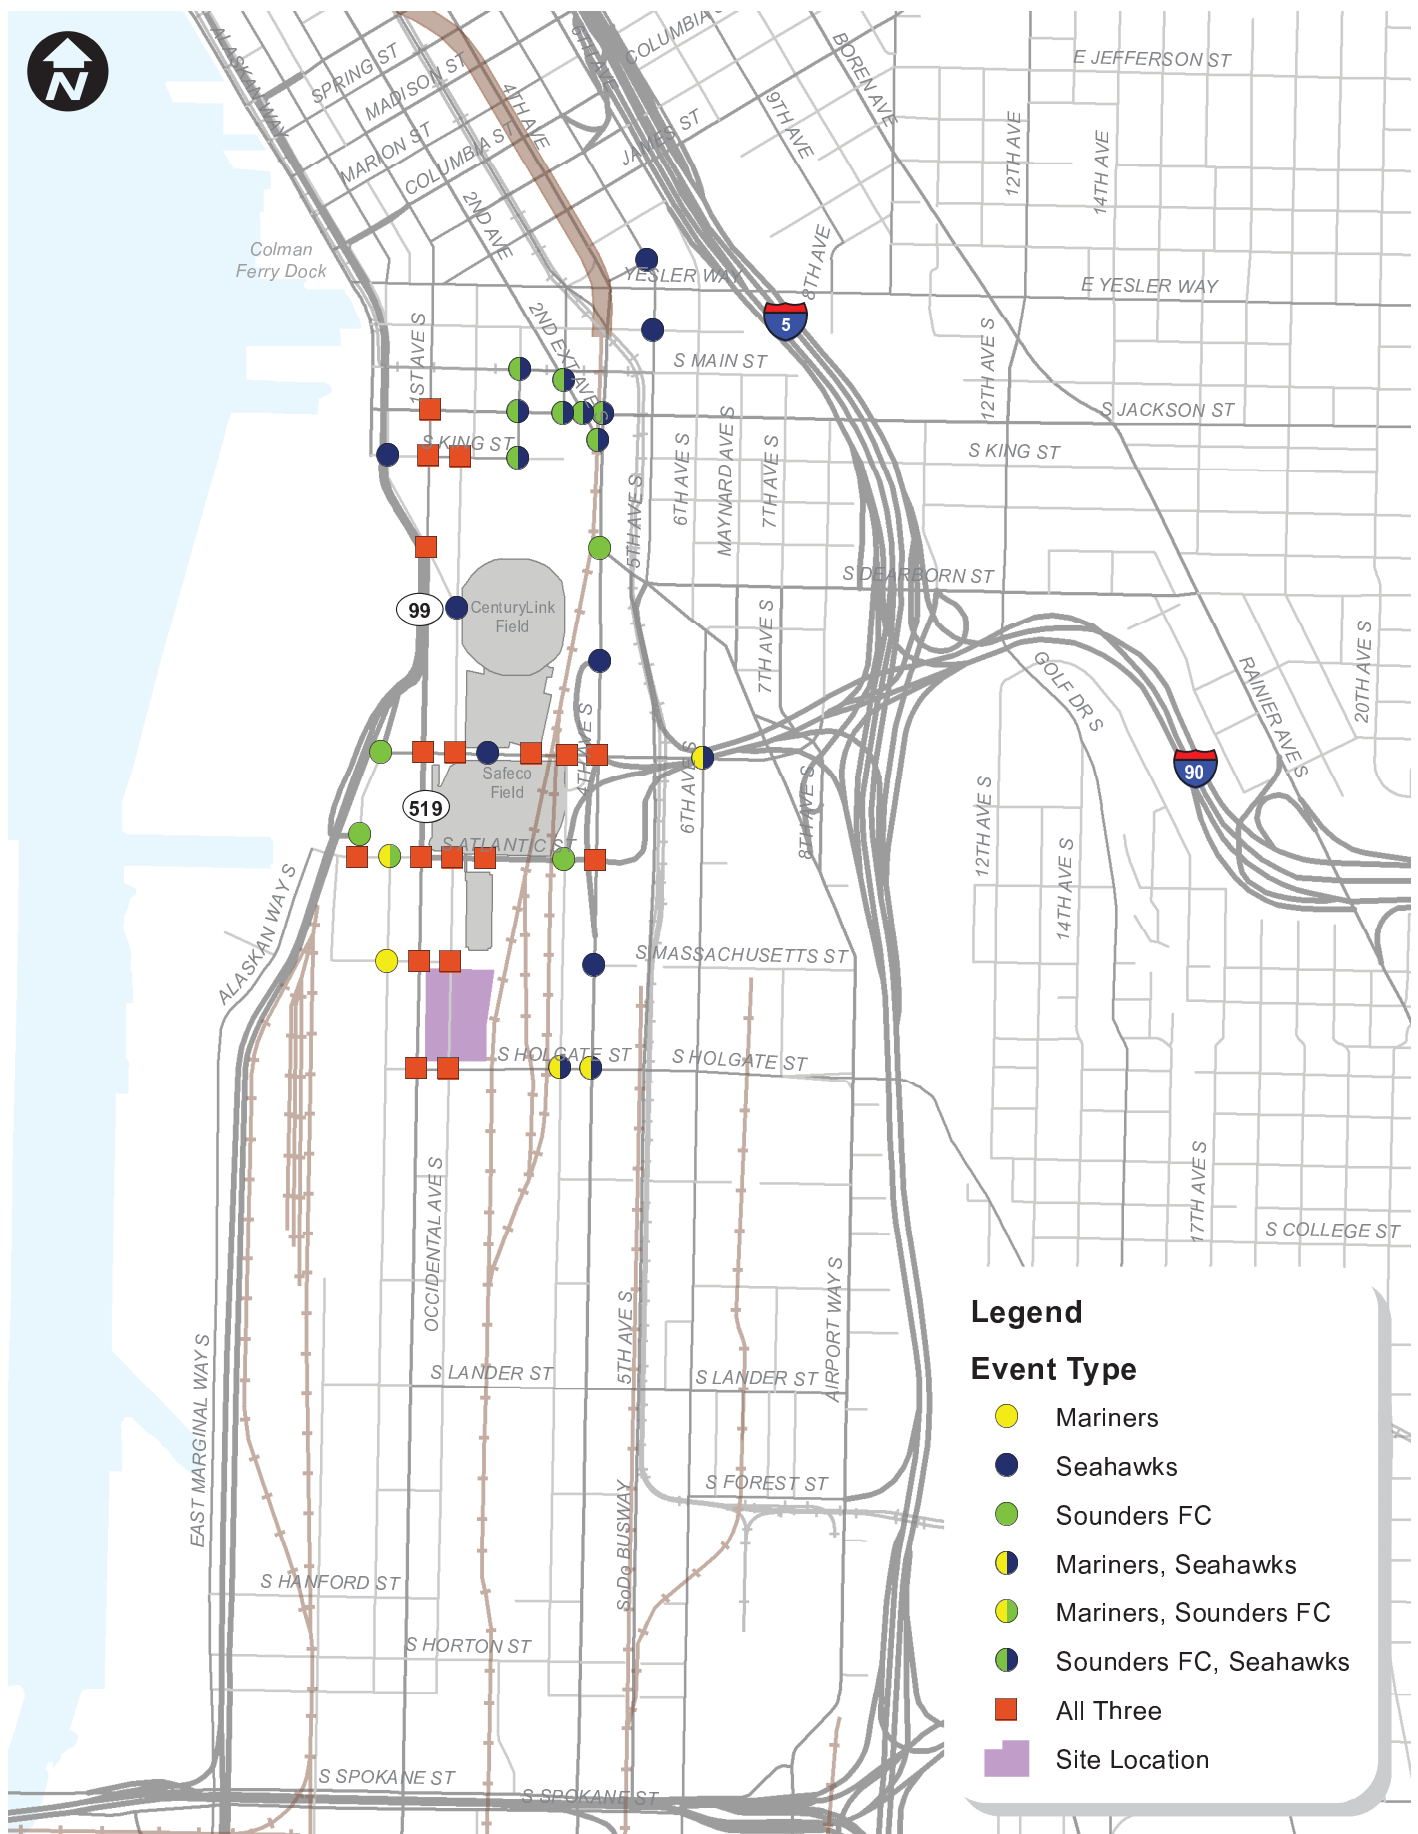 N
ALASKAN WAY
SPRING ST
MADISON ST
MARION ST
COLUMBIA ST
4TH AVE
6TH AVE
COLUMBIA
JAMES ST
9TH AVE
BOREN AVE
E JEFFERSON ST
12TH AVE
14TH AVE
2ND AVE
Colman
Ferry Dock
YESLER WAY
8TH AVE
E YESLER WAY
5
1ST AVE S
2ND EXT AVE S
S MAIN ST
12TH AVE S
S JACKSON ST
S KING ST
S KING ST
5TH AVE S
6TH AVE S
MAYNARD AVE S
7TH AVE S
S DEARBORN ST
99
CenturyLink
Field
7TH AVE S
GOLF DR S
RAINIER AVE S
20TH AVE S
4TH AVE S
6TH AVE S
8TH AVE S
90
Safeco
Field
519
12TH AVE S
14TH AVE S
S ATLANTIC ST
ALASKAN WAY S
S MASSACHUSETTS ST
S HOLGATE ST
S HOLGATE ST
OCCIDENTAL AVE S
17TH AVE S
S COLLEGE ST
5TH AVE S
AIRPORT WAY S
EAST MARGINAL WAY S
S LANDER ST
S LANDER ST
S FOREST ST
SoDo BUSWAY
S HANFORD ST
S HORTON ST
S SPOKANE ST
S SPOKANE ST
Legend
Event Type
Mariners
Seahawks
Sounders FC
Mariners, Seahawks
Mariners, Sounders FC
Sounders FC, Seahawks
All Three
Site Location